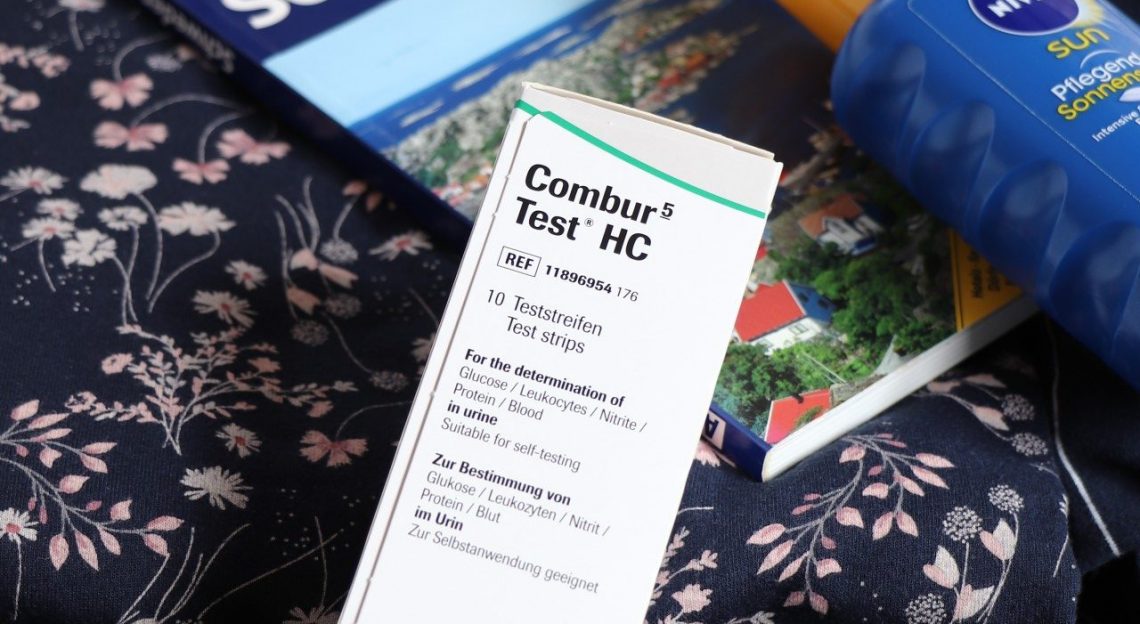 Combur5
Test® HC
REF 11896954 176
10 Teststreifen
Test strips
For the determination of
Glucose / Leukocytes / Nitrite /
Protein / Blood
in urine
Suitable for self-testing
Zur Bestimmung von
Glukose / Leukozyten / Nitrit /
Protein / Blut
im Urin
Zur Selbstanwendung geeignet
NIVEA
SUN